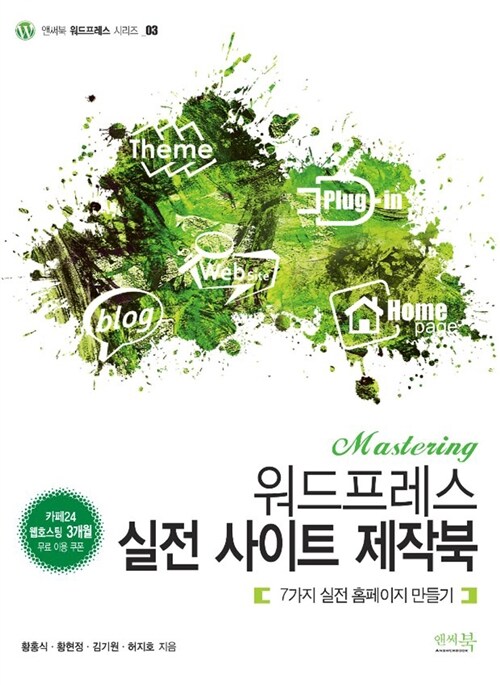 W 앤써북 워드프레스 시리즈 _03
Theme
Plug in
Website
blog
Home
page
Mastering
워드프레스
실전 사이트 제작북
7가지 실전 홈페이지 만들기
카페24
웹호스팅 3개월
무료 이용 쿠폰
황홍식 · 황현정 · 김기원 · 허지호 지음
앤써북
ANSWERBOOK